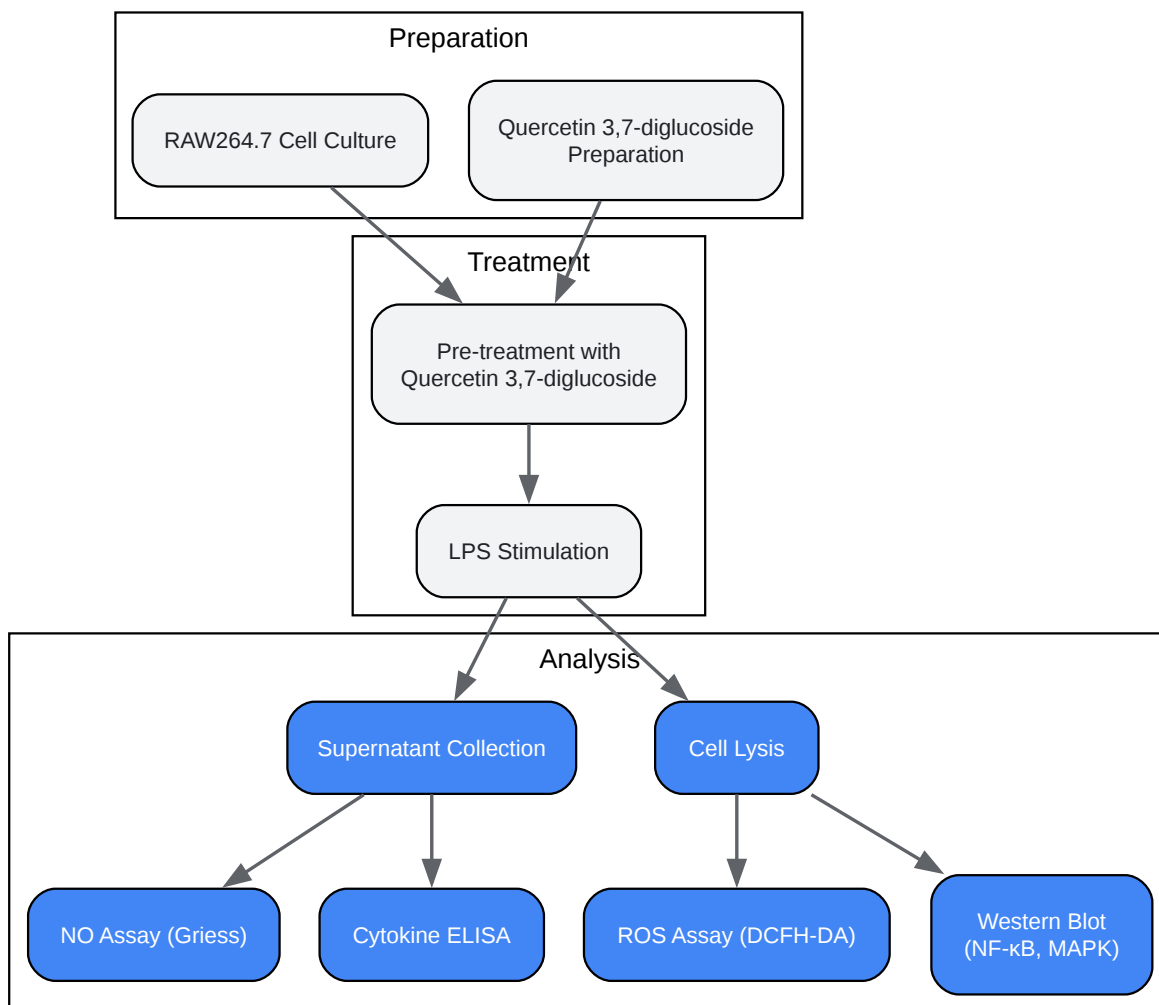 Preparation
RAW264.7 Cell Culture
Quercetin 3,7-diglucoside
Preparation
Treatment
Pre-treatment with
Quercetin 3,7-diglucoside
LPS Stimulation
Analysis
Supernatant Collection
Cell Lysis
NO Assay (Griess)
Cytokine ELISA
ROS Assay (DCFH-DA)
Western Blot
(NF-κB, MAPK)